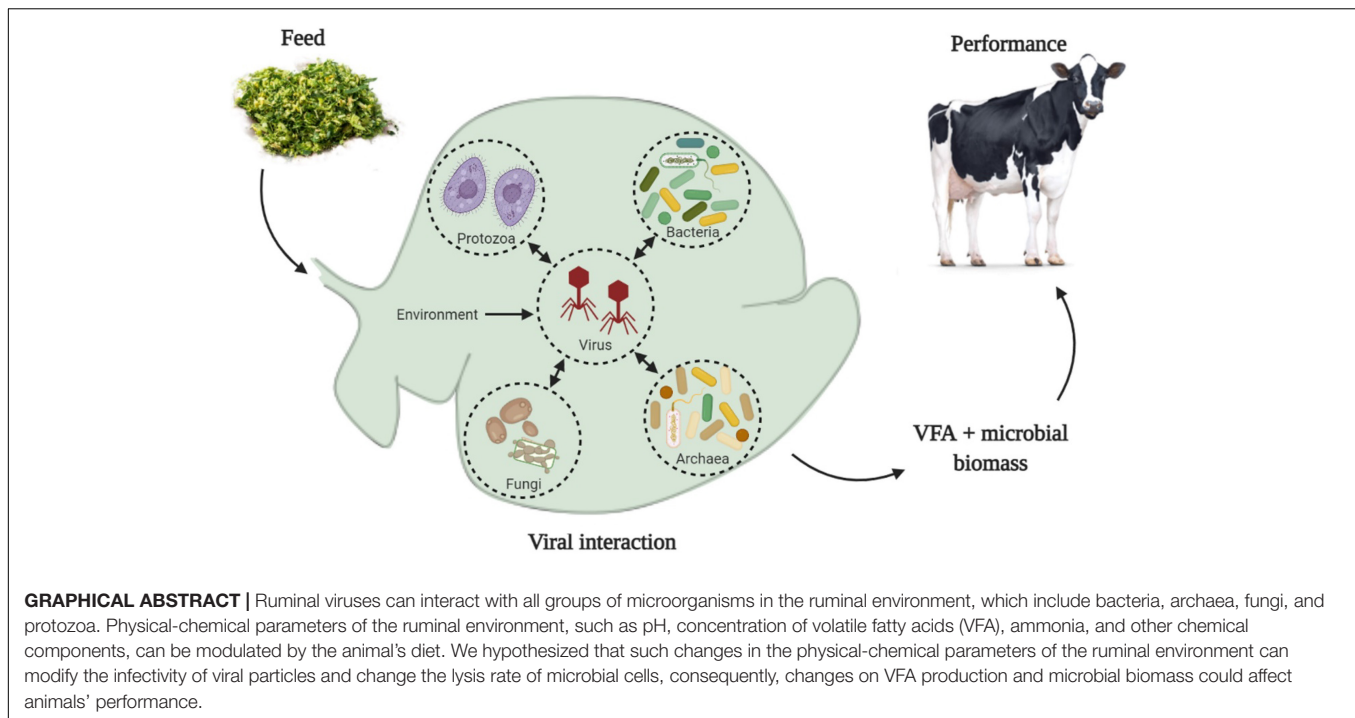 Feed
Performance
Protozoa
Bacteria
Environment
Virus
Fungi
Archaea
VFA + microbial
biomass
Viral interaction
GRAPHICAL ABSTRACT | Ruminal viruses can interact with all groups of microorganisms in the ruminal environment, which include bacteria, archaea, fungi, and
protozoa. Physical-chemical parameters of the ruminal environment, such as pH, concentration of volatile fatty acids (VFA), ammonia, and other chemical
components, can be modulated by the animal's diet. We hypothesized that such changes in the physical-chemical parameters of the ruminal environment can
modify the infectivity of viral particles and change the lysis rate of microbial cells, consequently, changes on VFA production and microbial biomass could affect
animals' performance.